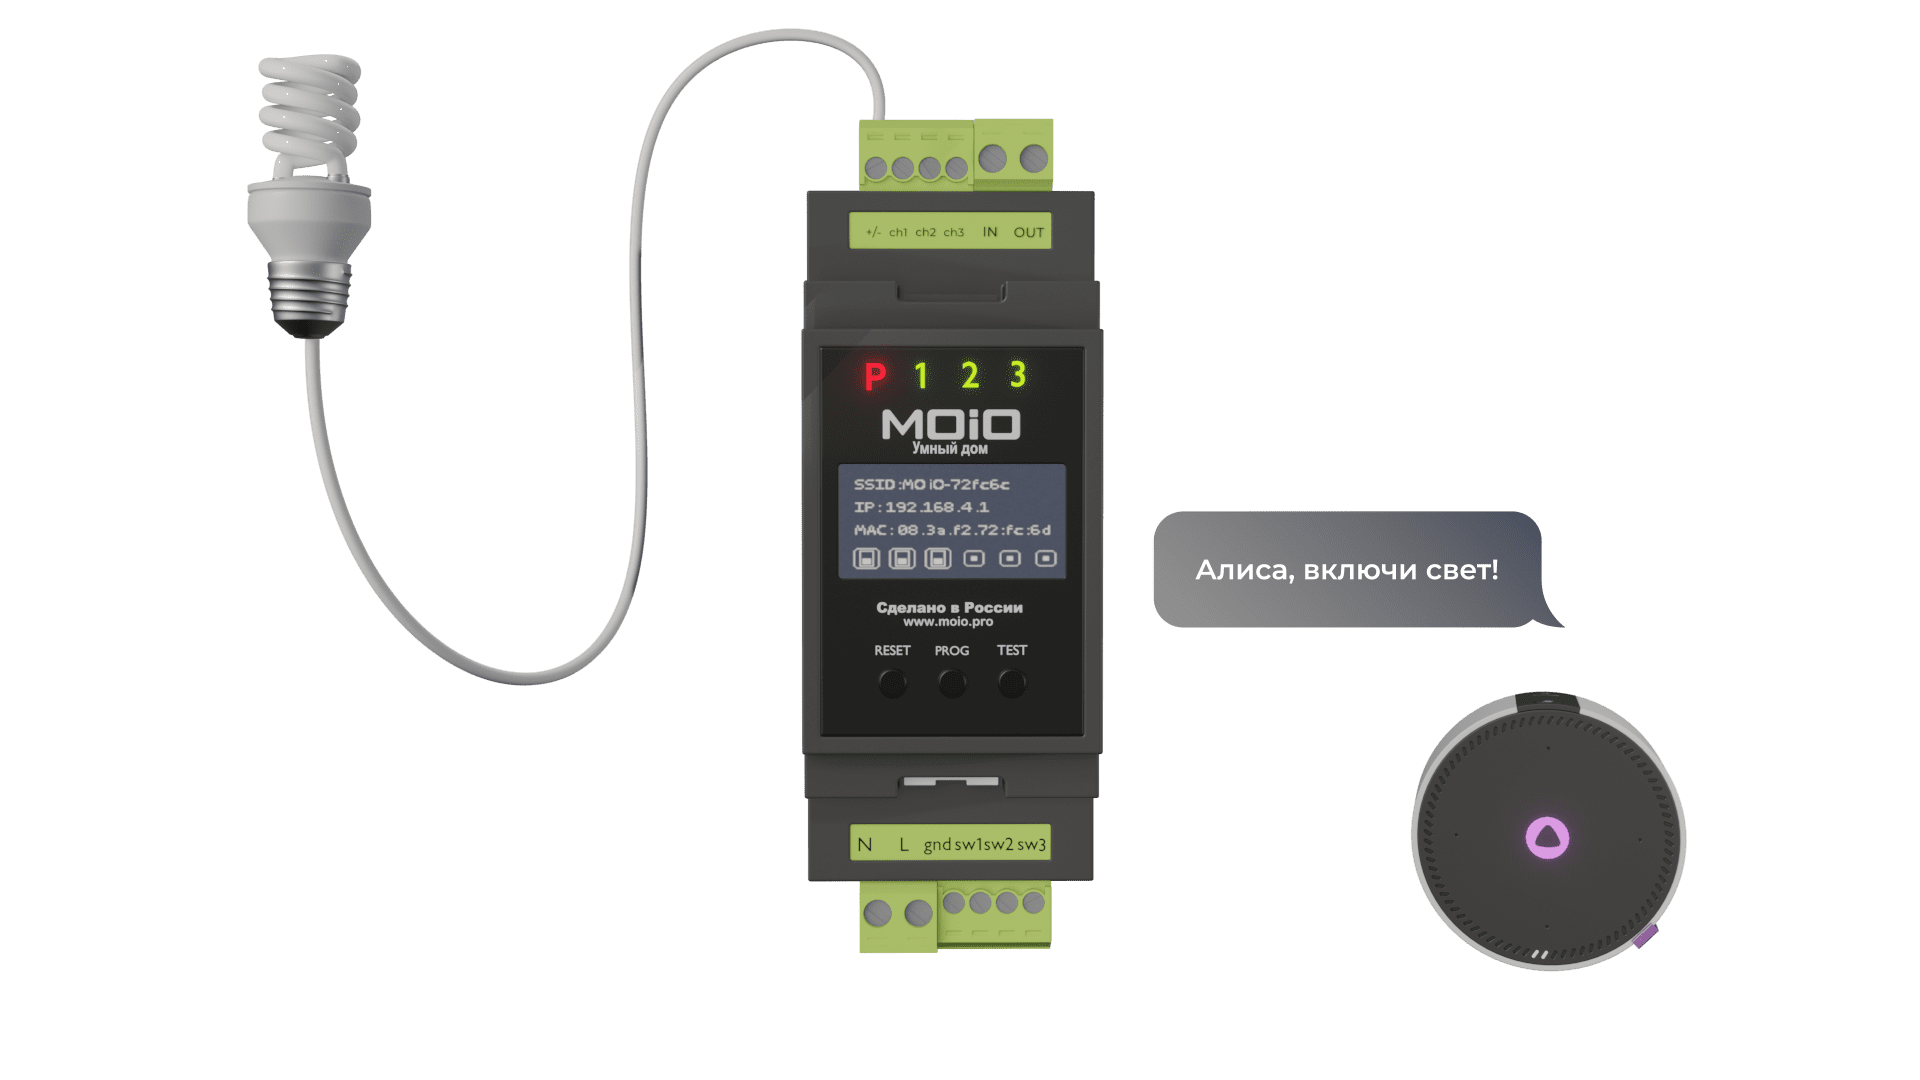 +/- ch1 ch2 ch3 IN OUT
P 1 2 3
MOiO
Умный дом
SSID:MOiO-72fc6c
IP:192.168.4.1
MAC:08.3a.f2.72:fc:6d
Сделано в России
www.moio.pro
RESET PROG TEST
Алиса, включи свет!
N L gnd sw1 sw2 sw3